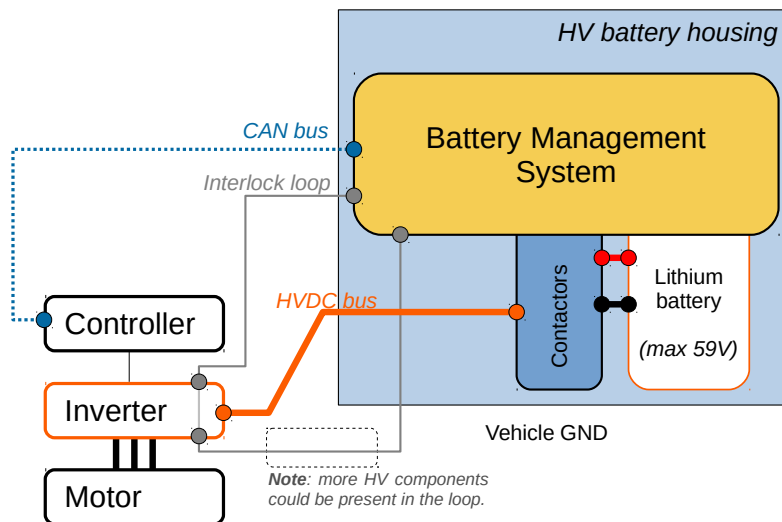 HV battery housing
CAN bus
Battery Management
System
Interlock loop
HVDC bus
Contactors
Lithium
battery
(max 59V)
Controller
Inverter
Motor
Vehicle GND
Note: more HV components
could be present in the loop.